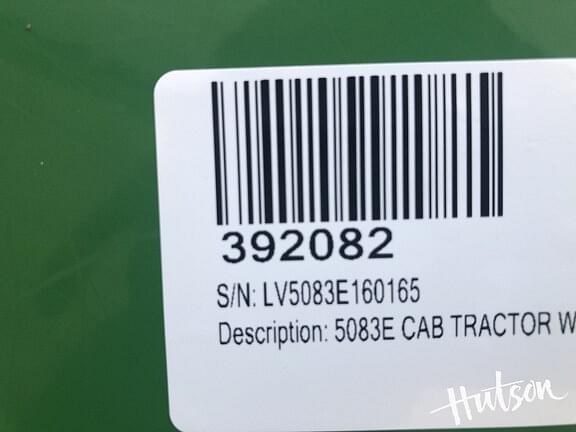 392082
S/N: LV5083E160165
Description: 5083E CAB TRACTOR W
Hutson